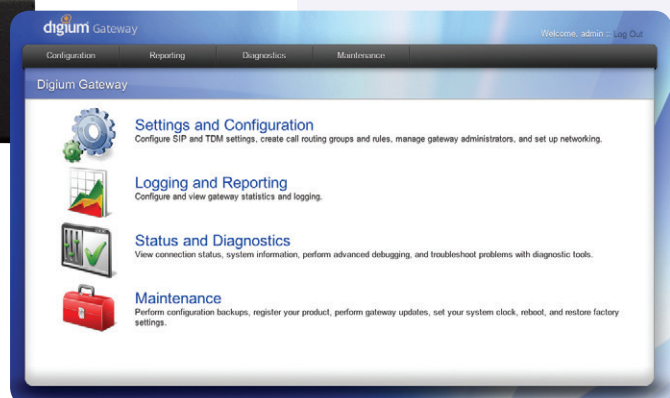 digium Gateway
Welcome, admin :: Log Out
Configuration Reporting Diagnostics Maintenance
Digium Gateway
Settings and Configuration
Configure SIP and TDM settings, create call routing groups and rules, manage gateway administrators, and set up networking.
Logging and Reporting
Configure and view gateway statistics and logging.
Status and Diagnostics
View connection status, system information, perform advanced debugging, and troubleshoot problems with diagnostic tools.
Maintenance
Perform configuration backups, register your product, perform gateway updates, set your system clock, reboot, and restore factory
settings.